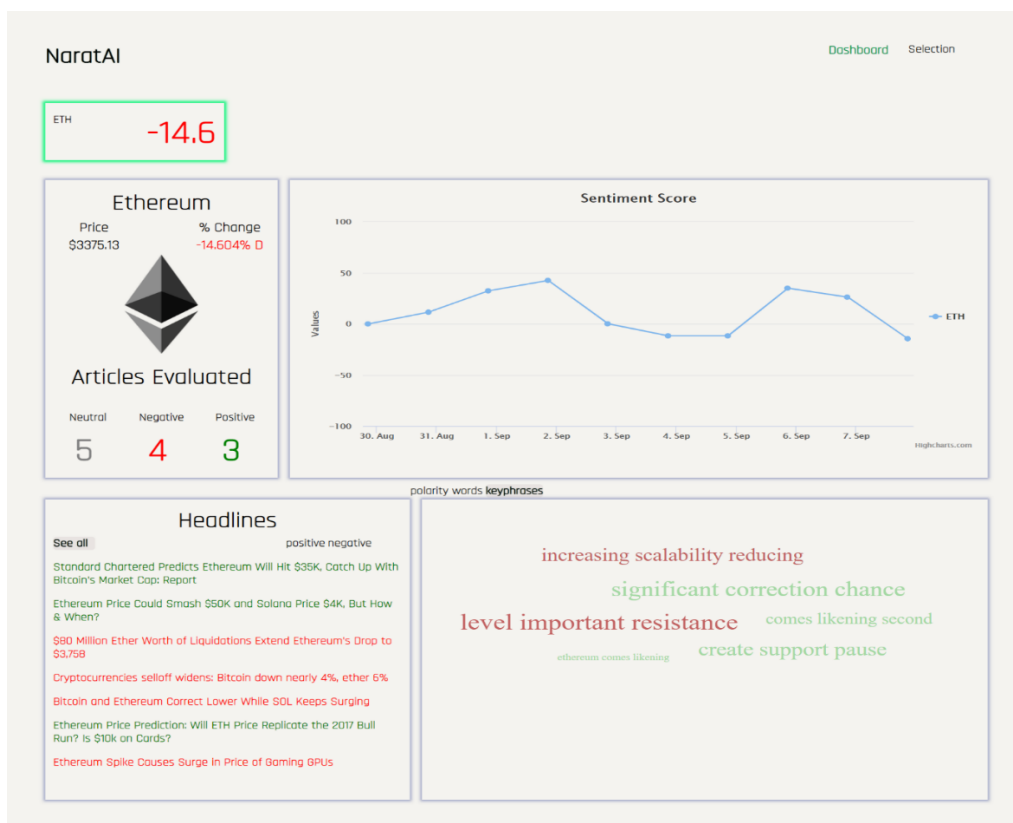 NaratAI
Dashboard Selection
ETH
-14.6
Ethereum
Price % Change
$3375.13 -14.604% D
Articles Evaluated
Neutral Negative Positive
5 4 3
Sentiment Score
100
50
0
-50
-100
Values
30. Aug 31. Aug 1. Sep 2. Sep 3. Sep 4. Sep 5. Sep 6. Sep 7. Sep
ETH
Highcharts.com
polarity words keyphrases
Headlines
See all positive negative
Standard Chartered Predicts Ethereum Will Hit $35K, Catch Up With
Bitcoin's Market Cap: Report
Ethereum Price Could Smash $50K and Solana Price $4K, But How
& When?
$80 Million Ether Worth of Liquidations Extend Ethereum's Drop to
$3,758
Cryptocurrencies selloff widens: Bitcoin down nearly 4%, ether 6%
Bitcoin and Ethereum Correct Lower While SOL Keeps Surging
Ethereum Price Prediction: Will ETH Price Replicate the 2017 Bull
Run? Is $10k on Cards?
Ethereum Spike Causes Surge in Price of Gaming GPUs
increasing scalability reducing
significant correction chance
level important resistance
comes likening second
create support pause
ethereum comes likening